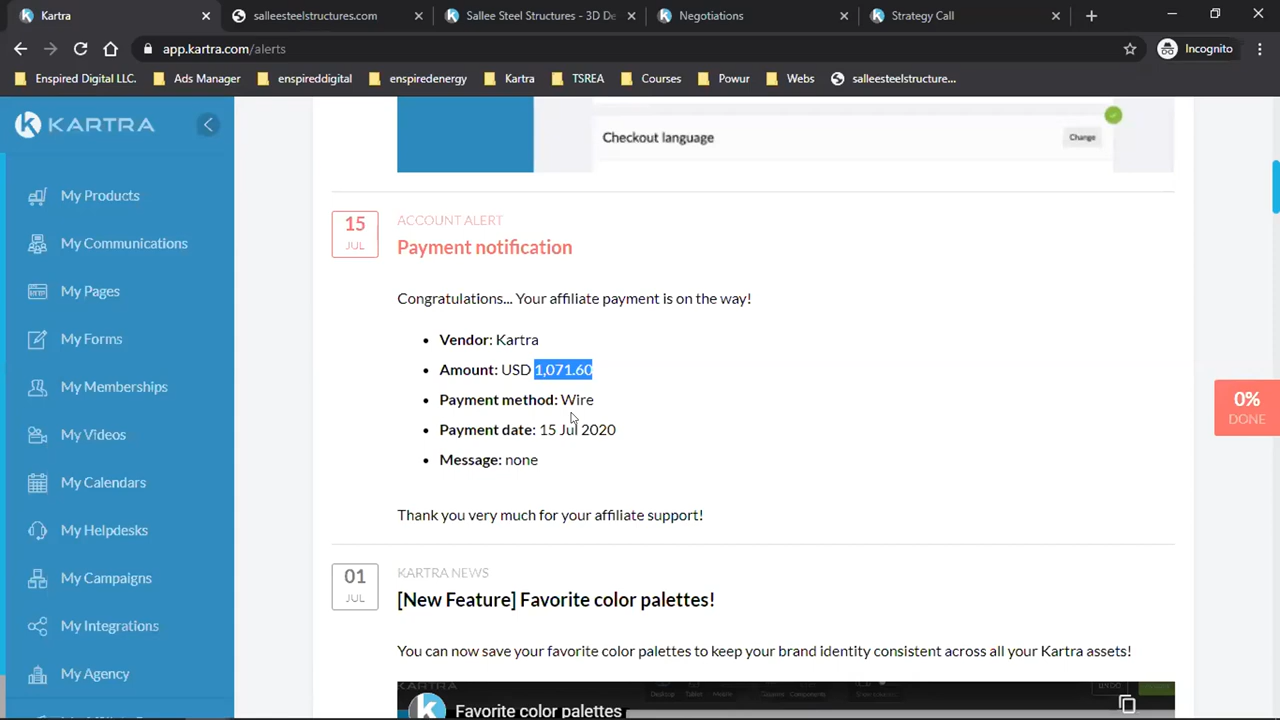 Kartra
salleesteelstructures.com
Sallee Steel Structures - 3D De
Negotiations
Strategy Call
app.kartra.com/alerts
Incognito
Enspired Digital LLC.
Ads Manager
enspireddigital
enspiredenergy
Kartra
TSREA
Courses
Powur
Webs
salleesteelstructure...
KARTRA
My Products
My Communications
My Pages
My Forms
My Memberships
My Videos
My Calendars
My Helpdesks
My Campaigns
My Integrations
My Agency
Checkout language
Change
15
JUL
ACCOUNT ALERT
Payment notification
Congratulations... Your affiliate payment is on the way!
• Vendor: Kartra
• Amount: USD 1,071.60
• Payment method: Wire
• Payment date: 15 Jul 2020
• Message: none
Thank you very much for your affiliate support!
0%
DONE
01
JUL
KARTRA NEWS
[New Feature] Favorite color palettes!
You can now save your favorite color palettes to keep your brand identity consistent across all your Kartra assets!
KARTRA
Favorite color palettes